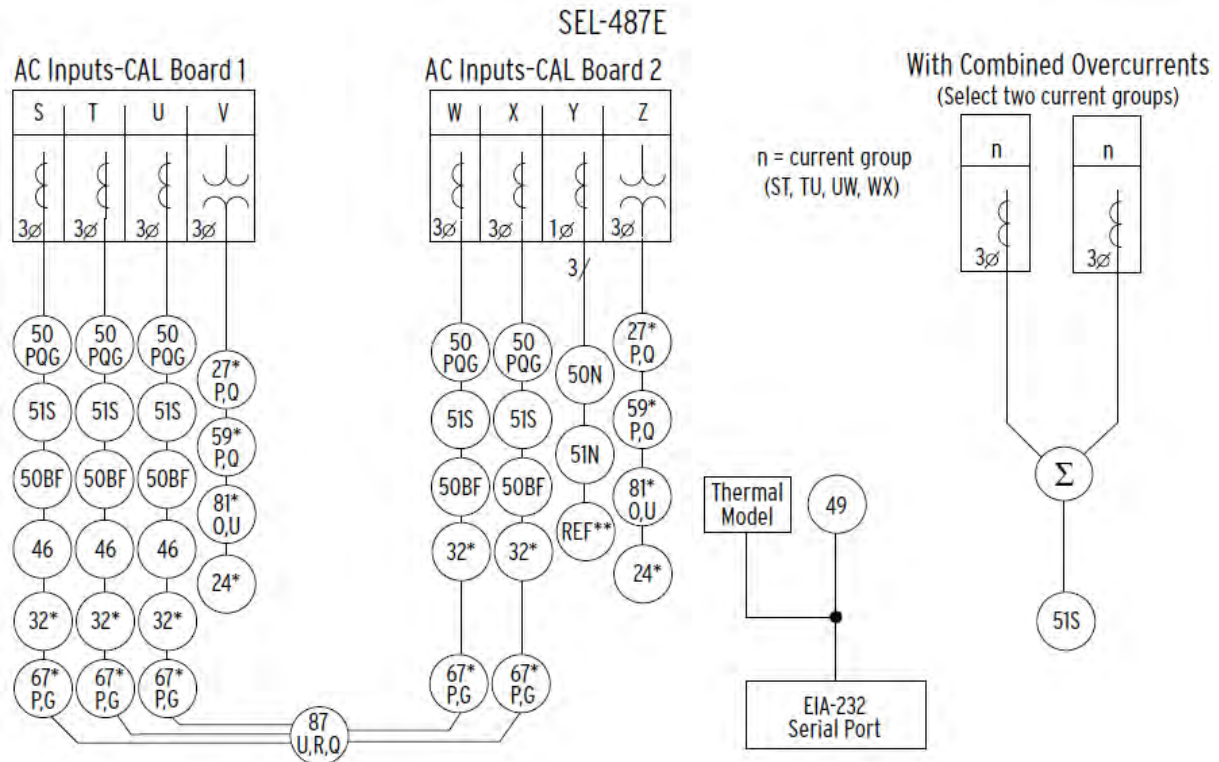 SEL-487E
AC Inputs-CAL Board 1
S T U V
3ø 3ø 3ø 3ø
50 PQG
50 PQG
50 PQG
27* P,Q
51S 51S 51S
59* P,Q
50BF 50BF 50BF
81* O,U
46 46 46
24*
32* 32* 32*
67* P,G
67* P,G
67* P,G
AC Inputs-CAL Board 2
W X Y Z
3ø 3ø 1ø 3ø
3/
50 PQG
50 PQG
50N
27* P,Q
51S 51S
51N
59* P,Q
50BF 50BF
REF**
81* O,U
32* 32*
24*
67* P,G
67* P,G
87
U,R,Q
n = current group
(ST, TU, UW, WX)
Thermal
Model
49
EIA-232
Serial Port
With Combined Overcurrents
(Select two current groups)
n n
3ø 3ø
Σ
51S